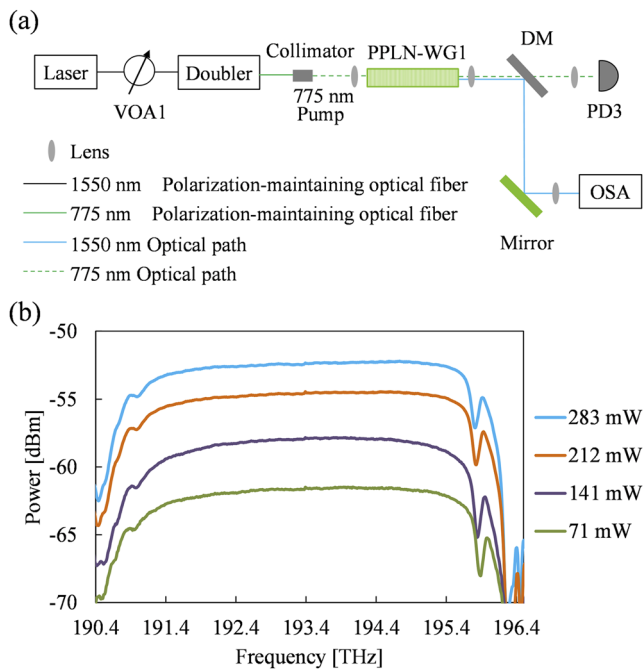 (a)
Collimator
PPLN-WG1
DM
Laser
Doubler
VOA1
775 nm
Pump
PD3
Lens
1550 nm Polarization-maintaining optical fiber
775 nm Polarization-maintaining optical fiber
1550 nm Optical path
775 nm Optical path
OSA
Mirror
(b)
Power [dBm]
-50
-55
-60
-65
-70
190.4 191.4 192.4 193.4 194.4 195.4 196.4
Frequency [THz]
283 mW
212 mW
141 mW
71 mW